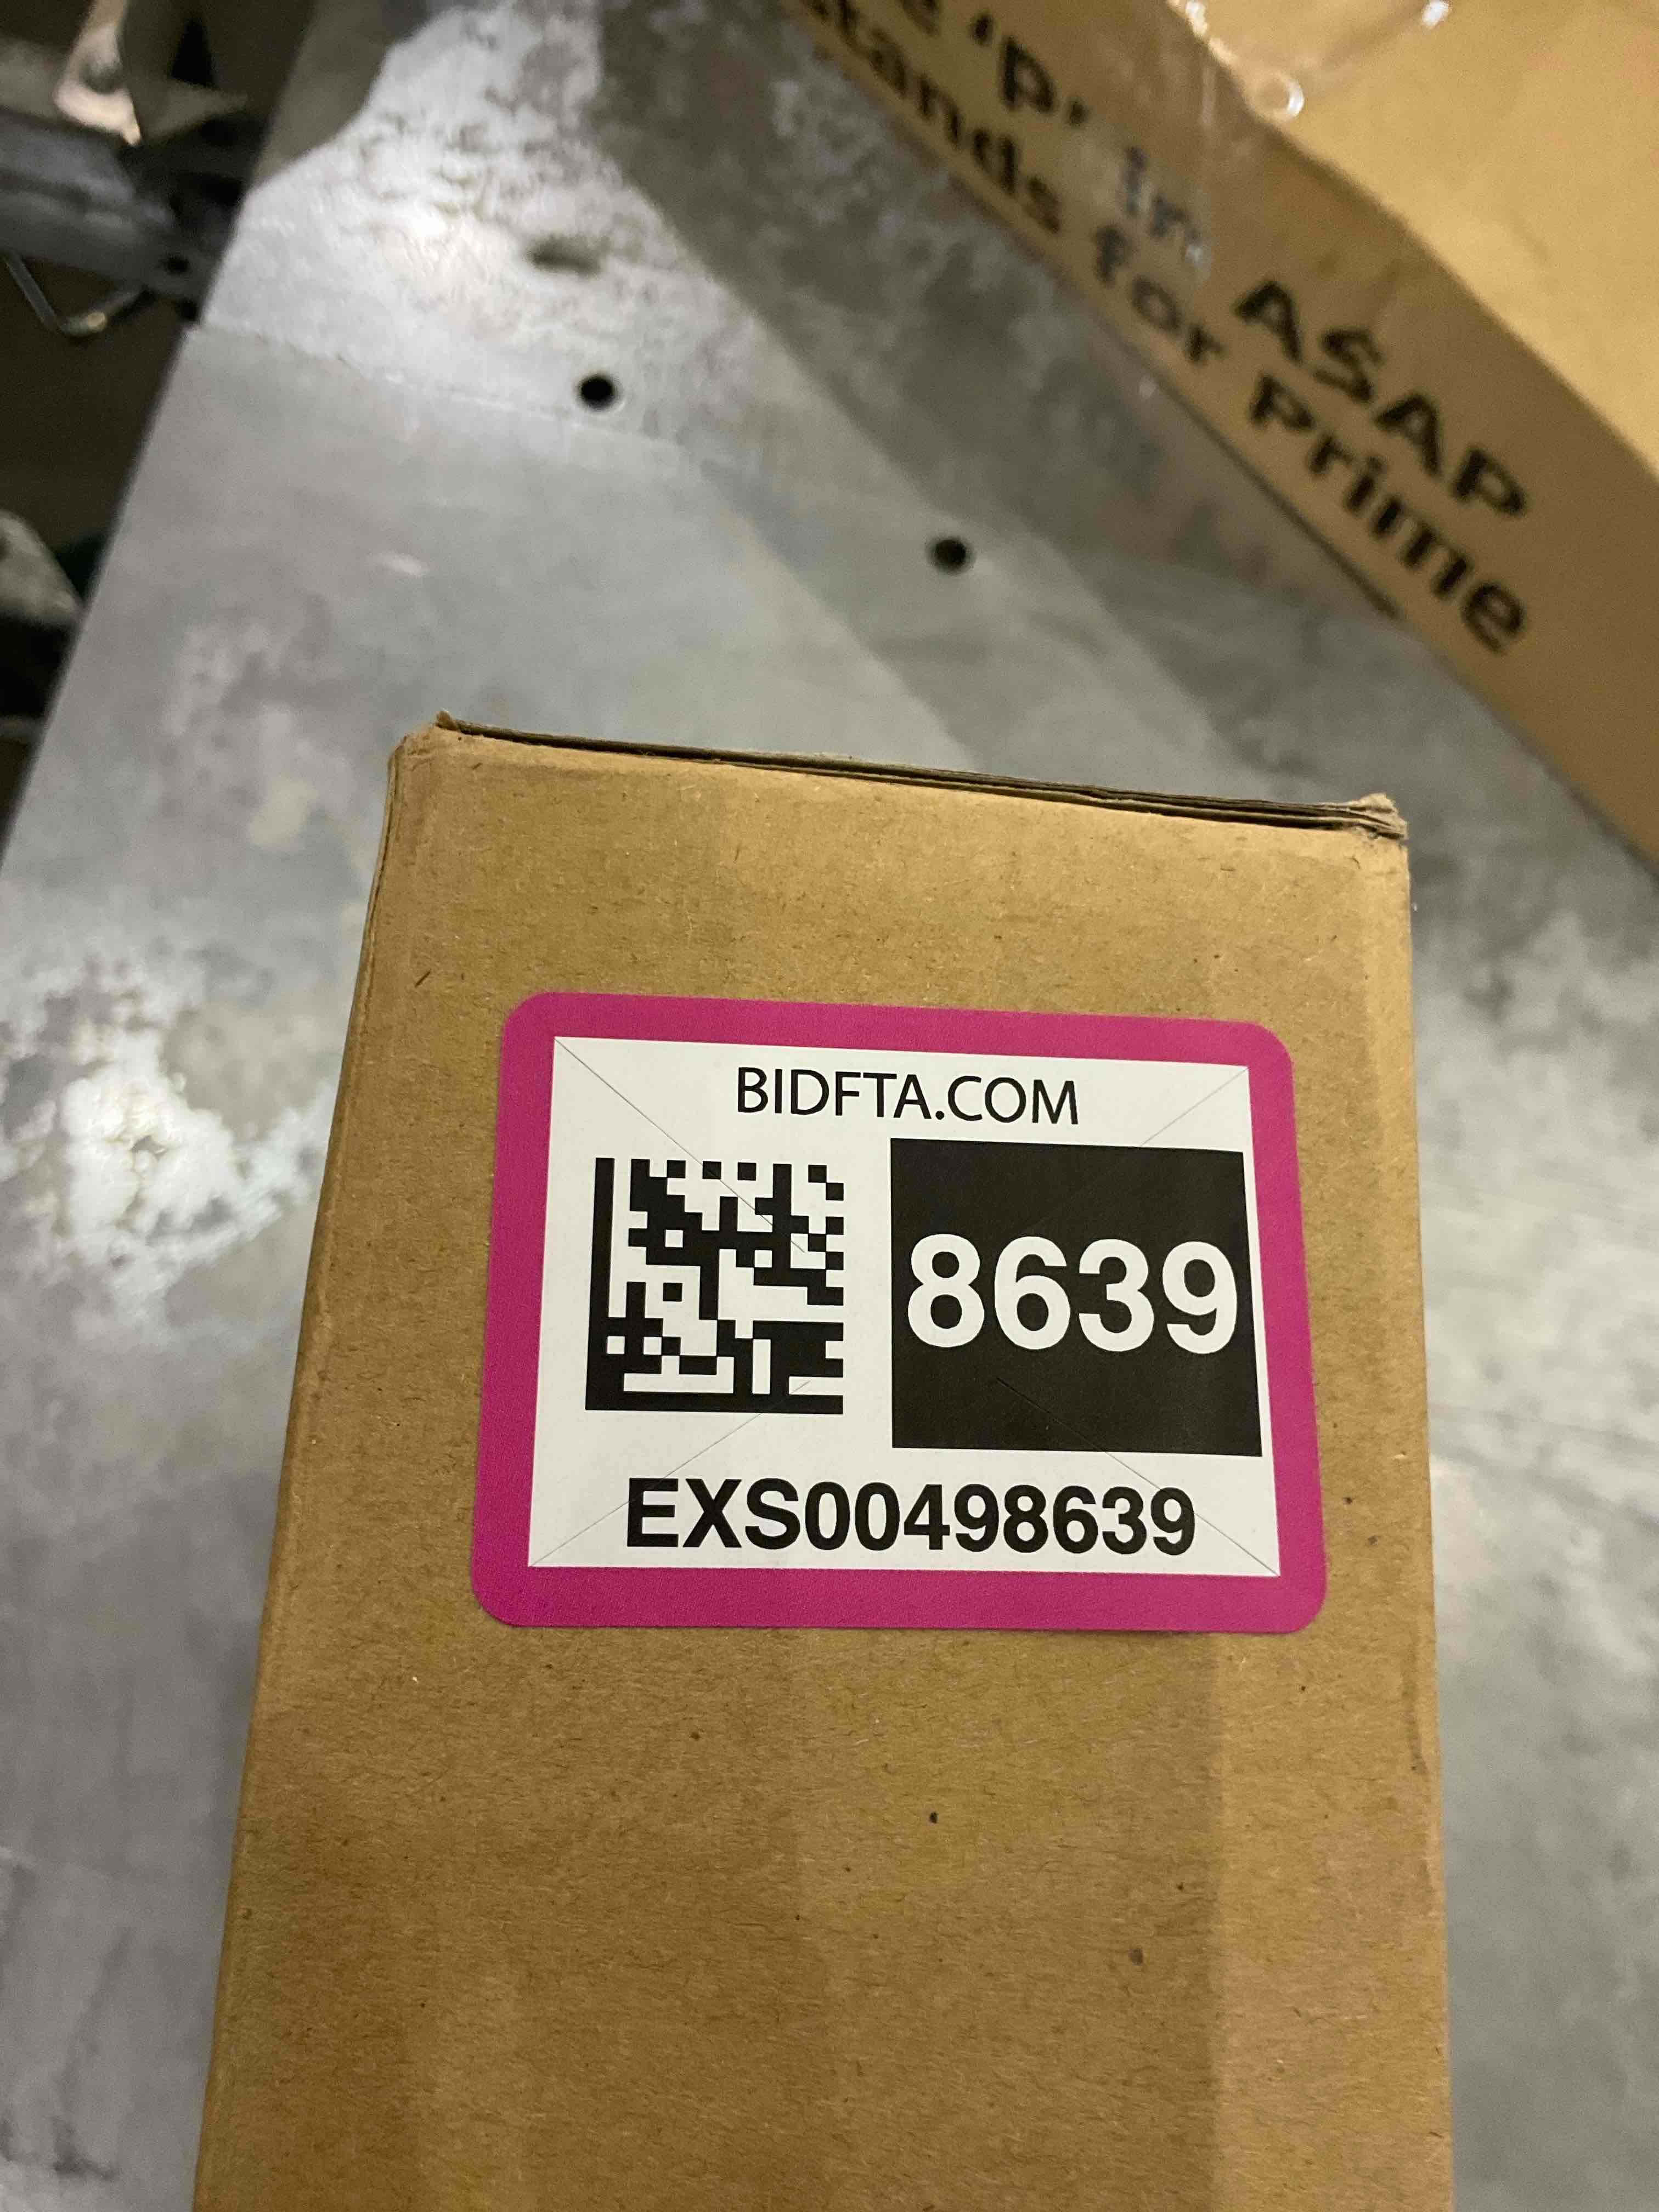 'p' in ASAP
stands for Prime
BIDFTA.COM
8639
EXS00498639